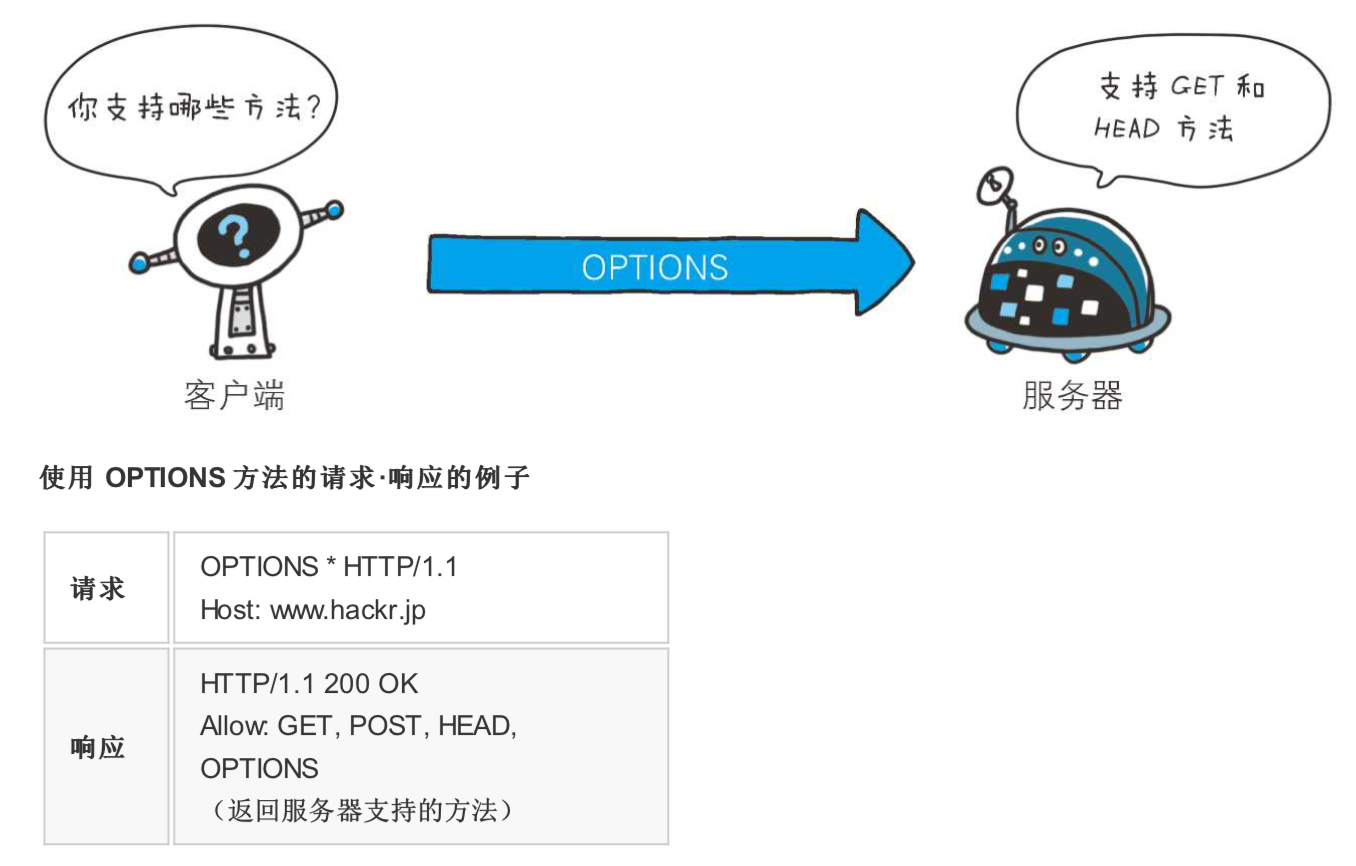 你支持哪些方法?
支持 GET 和
HEAD 方法
OPTIONS
客户端
服务器
使用 OPTIONS 方法的请求·响应的例子
请求
OPTIONS * HTTP/1.1
Host: www.hackr.jp
响应
HTTP/1.1 200 OK
Allow: GET, POST, HEAD,
OPTIONS
（返回服务器支持的方法）